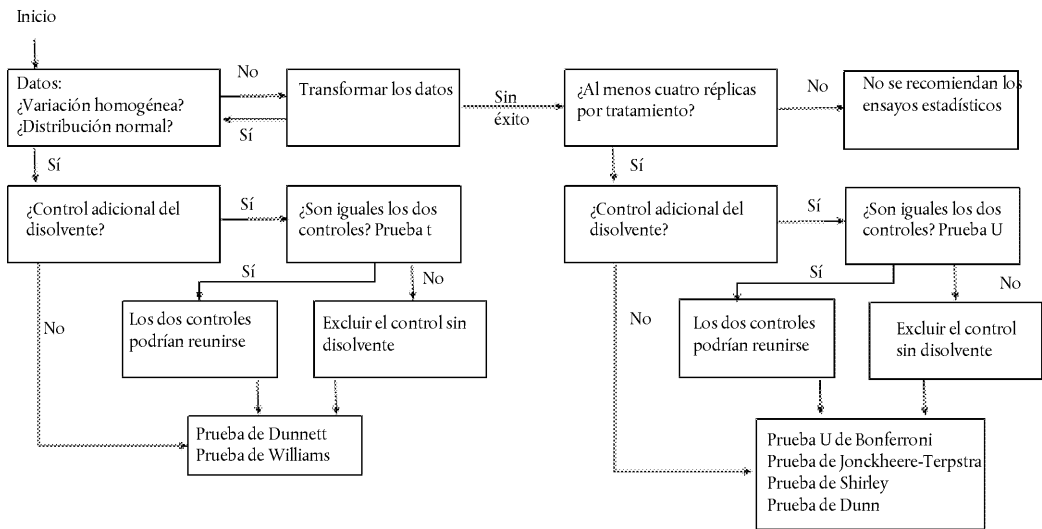 Inicio
Datos:
¿Variación homogénea?
¿Distribución normal?
No
Sí
Transformar los datos
Sin
éxito
¿Al menos cuatro réplicas
por tratamiento?
No
No se recomiendan los
ensayos estadísticos
Sí
Sí
¿Control adicional del
disolvente?
Sí
¿Son iguales los dos
controles? Prueba t
¿Control adicional del
disolvente?
Sí
¿Son iguales los dos
controles? Prueba U
Sí
No
Sí
No
No
Los dos controles
podrían reunirse
Excluir el control sin
disolvente
No
Los dos controles
podrían reunirse
Excluir el control
sin disolvente
Prueba de Dunnett
Prueba de Williams
Prueba U de Bonferroni
Prueba de Jonckheere-Terpstra
Prueba de Shirley
Prueba de Dunn